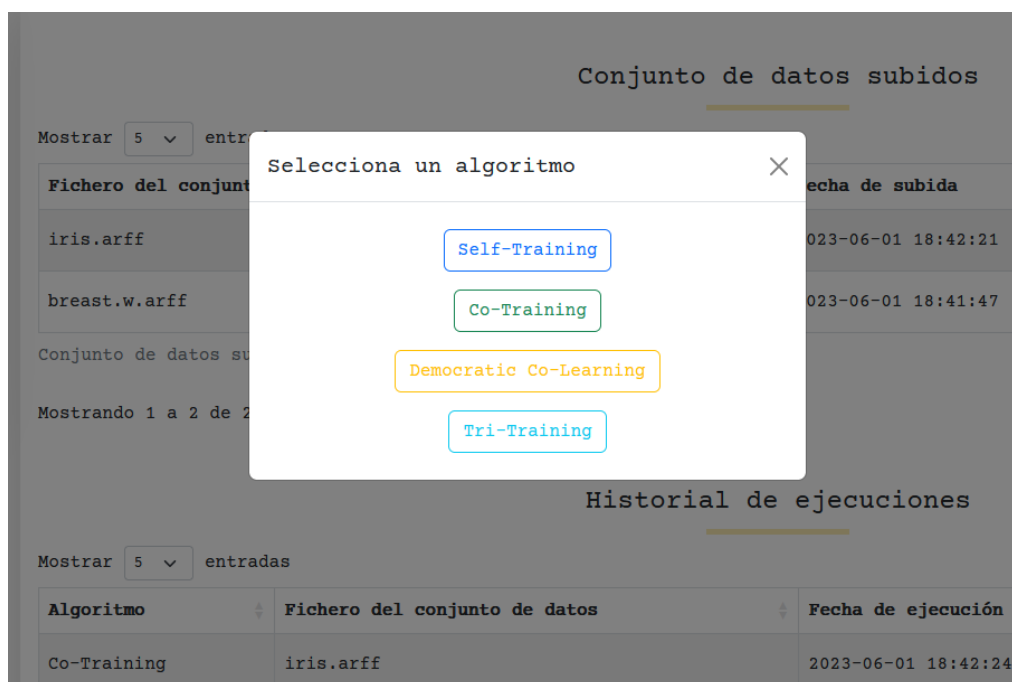 Conjunto de datos subidos
Mostrar 5 entr
Selecciona un algoritmo
Fichero del conjunt echa de subida
Self-Training
iris.arff 023-06-01 18:42:21
Co-Training
breast.w.arff 023-06-01 18:41:47
Conjunto de datos su
Democratic Co-Learning
Mostrando 1 a 2 de 2
Tri-Training
Historial de ejecuciones
Mostrar 5 entradas
Algoritmo Fichero del conjunto de datos Fecha de ejecución
Co-Training iris.arff 2023-06-01 18:42:24